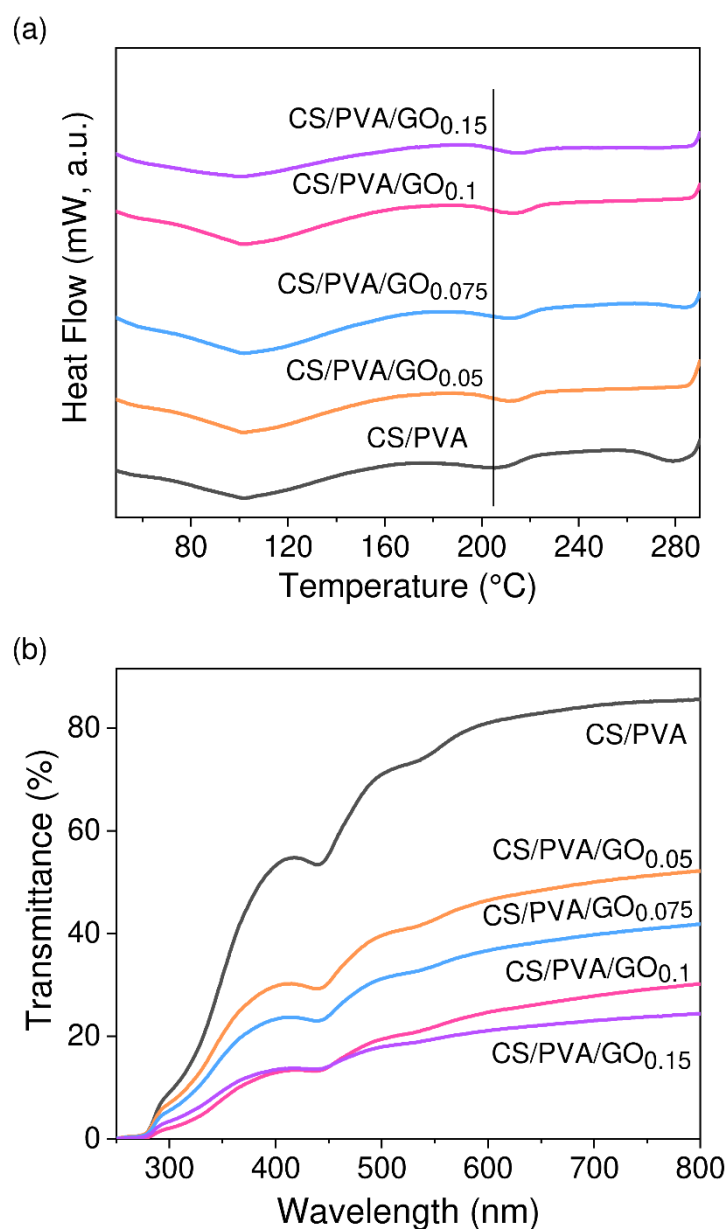 (a)
Heat Flow (mW, a.u.)
CS/PVA/GO0.15
CS/PVA/GO0.1
CS/PVA/GO0.075
CS/PVA/GO0.05
CS/PVA
80 120 160 200 240 280
Temperature (°C)
(b)
Transmittance (%)
80
60
40
20
0
CS/PVA
CS/PVA/GO0.05
CS/PVA/GO0.075
CS/PVA/GO0.1
CS/PVA/GO0.15
300 400 500 600 700 800
Wavelength (nm)